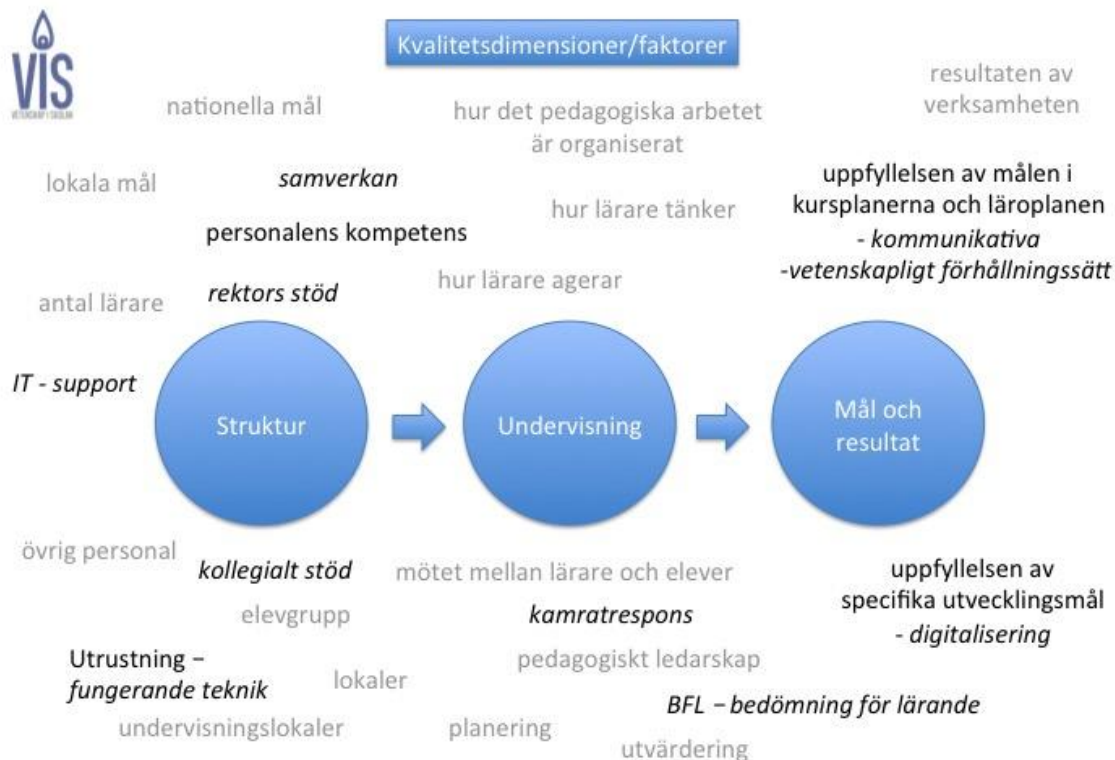 VIS
VETENSKAP I SKOLAN
Kvalitetsdimensioner/faktorer
nationella mål
hur det pedagogiska arbetet
är organiserat
resultaten av
verksamheten
lokala mål
samverkan
hur lärare tänker
uppfyllelsen av målen i
kursplanerna och läroplanen
- kommunikativa
-vetenskapligt förhållningssätt
personalens kompetens
antal lärare
rektors stöd
hur lärare agerar
IT - support
Struktur
Undervisning
Mål och
resultat
övrig personal
kollegialt stöd
mötet mellan lärare och elever
uppfyllelsen av
specifika utvecklingsmål
- digitalisering
elevgrupp
kamratrespons
Utrustning –
fungerande teknik
lokaler
pedagogiskt ledarskap
BFL – bedömning för lärande
undervisningslokaler
planering
utvärdering